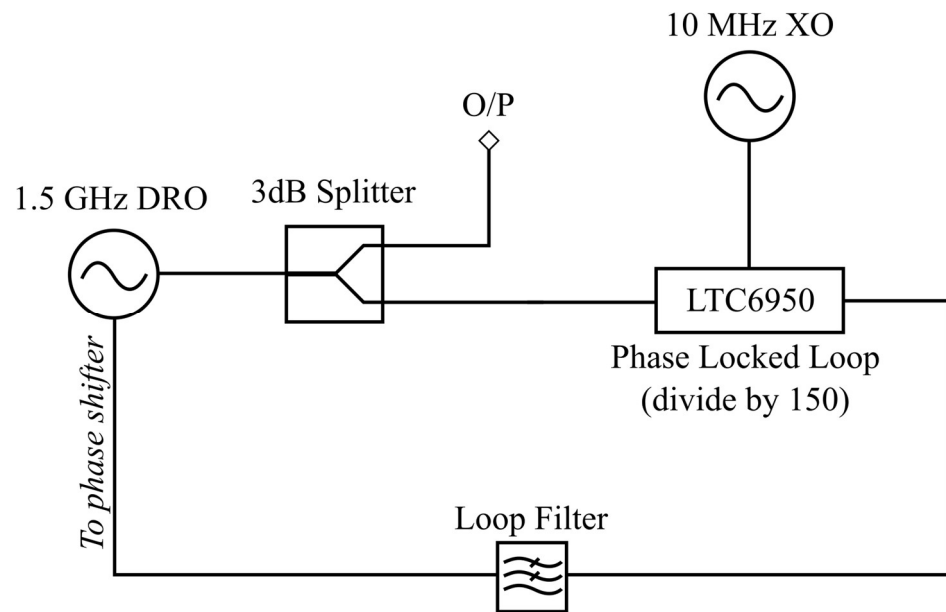 10 MHz XO
O/P
1.5 GHz DRO
3dB Splitter
LTC6950
Phase Locked Loop
(divide by 150)
To phase shifter
Loop Filter